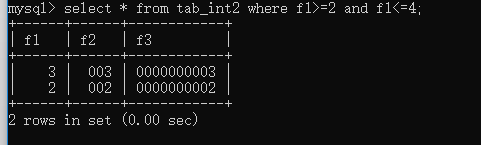 mysql> select * from tab_int2 where f1>=2 and f1<=4;
+------+------+------------+
| f1   | f2   | f3         |
+------+------+------------+
|    3 |  003 | 0000000003 |
|    2 |  002 | 0000000002 |
+------+------+------------+
2 rows in set (0.00 sec)